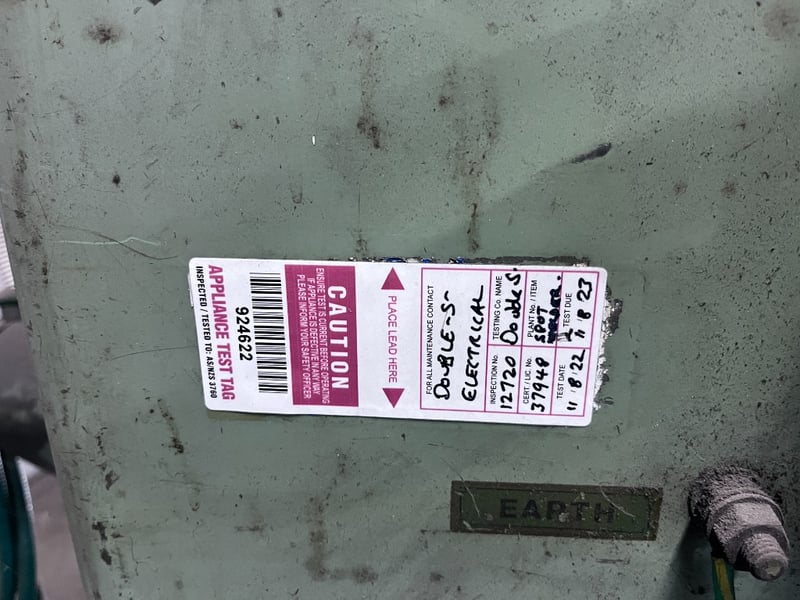 APPLIANCE TEST TAG
INSPECTED / TESTED TO: AS/NZS 3760
924622
CAUTION
ENSURE TEST IS CURRENT BEFORE OPERATING
IF APPLIANCE IS DEFECTIVE IN ANY WAY
PLEASE INFORM YOUR SAFETY OFFICER
PLACE LEAD HERE
FOR ALL MAINTENANCE CONTACT
DOUBLE-S-
ELECTRICAL
INSPECTION No. TESTING Co. NAME
12720 Double S.
CERT / LIC No. PLANT No. / ITEM
37949 SPOT
WELDER.
TEST DATE TEST DUE
11.8.22 11 8 23
EARTH